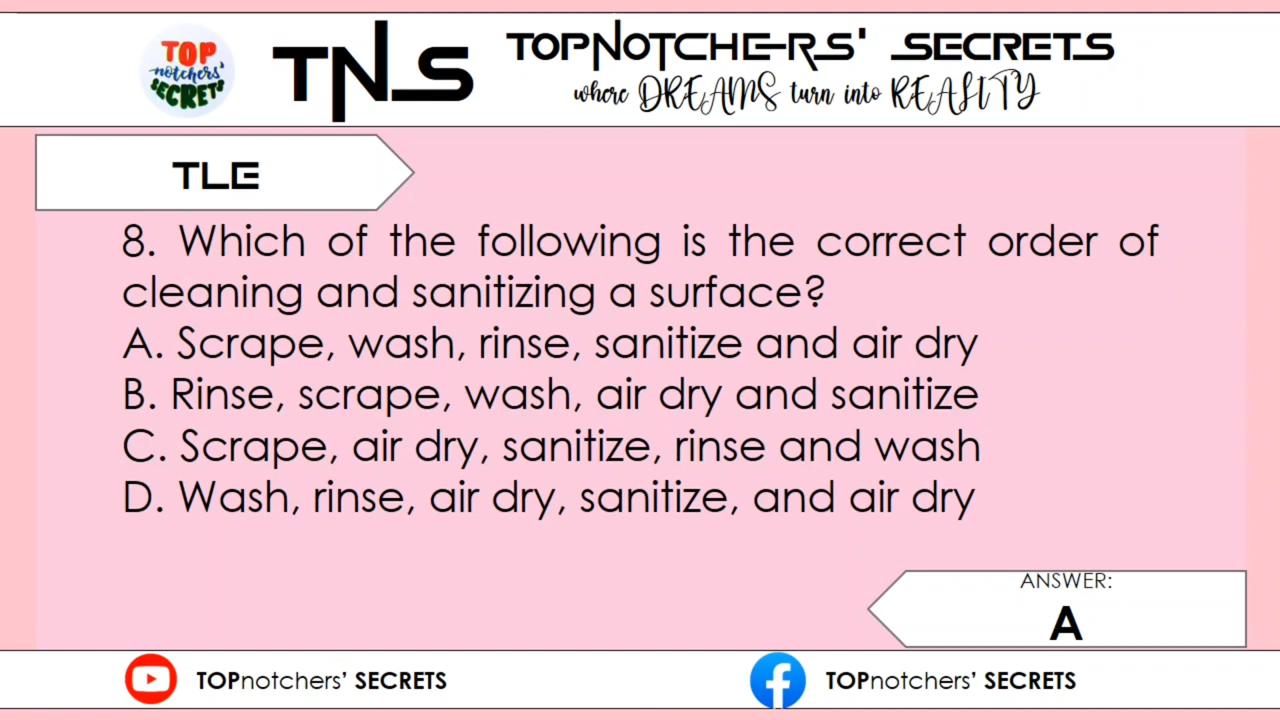 TOP
notchers'
SECRETS
TNS
TOPNOTCHERS' SECRETS
where DREAMS turn into REALITY
TLE
8. Which of the following is the correct order of
cleaning and sanitizing a surface?
A. Scrape, wash, rinse, sanitize and air dry
B. Rinse, scrape, wash, air dry and sanitize
C. Scrape, air dry, sanitize, rinse and wash
D. Wash, rinse, air dry, sanitize, and air dry
ANSWER:
A
TOPnotchers' SECRETS
TOPnotchers' SECRETS